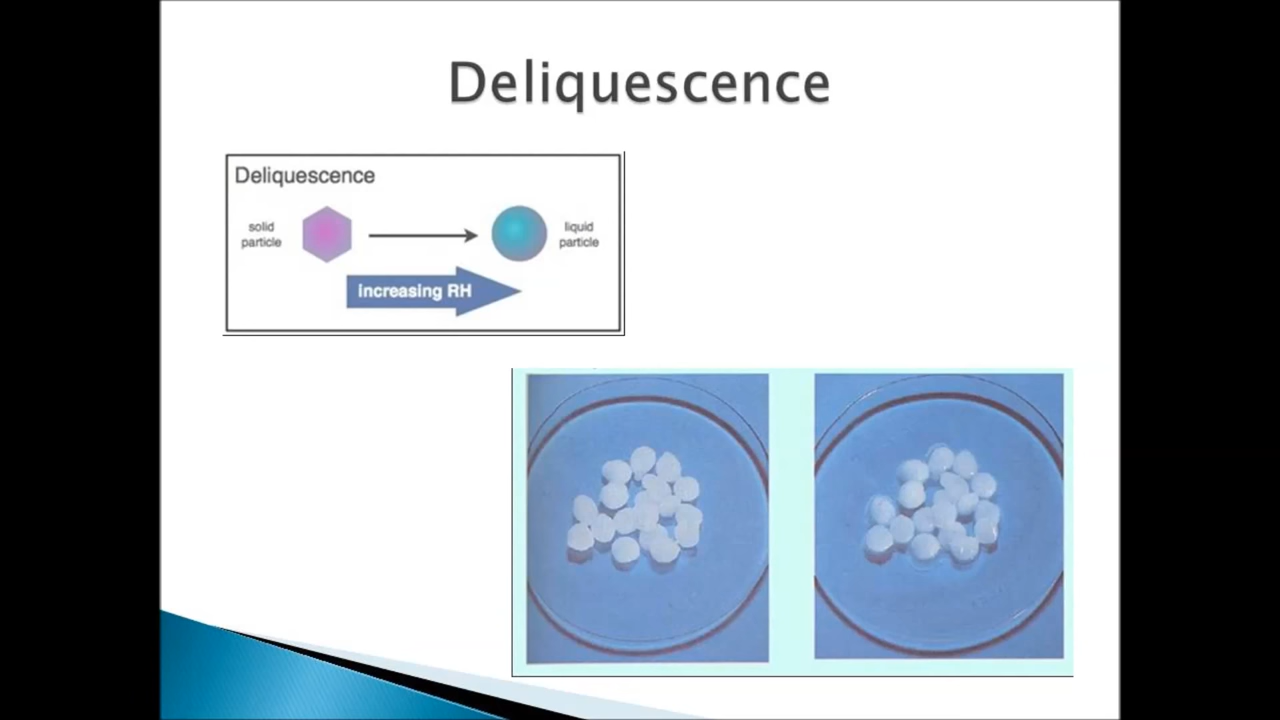 Deliquescence
Deliquescence
solid
particle
liquid
particle
increasing RH